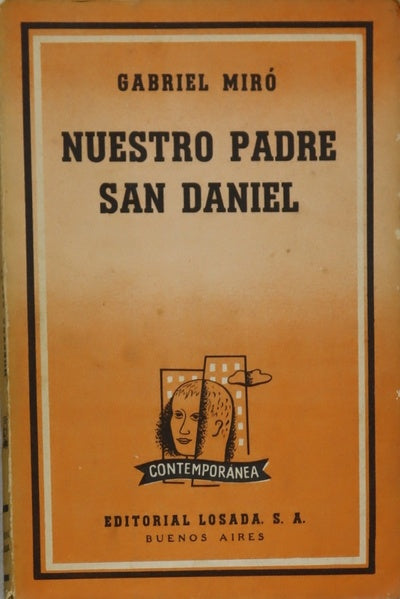 GABRIEL MIRÓ
NUESTRO PADRE
SAN DANIEL
CONTEMPORÁNEA
EDITORIAL LOSADA, S. A.
BUENOS AIRES